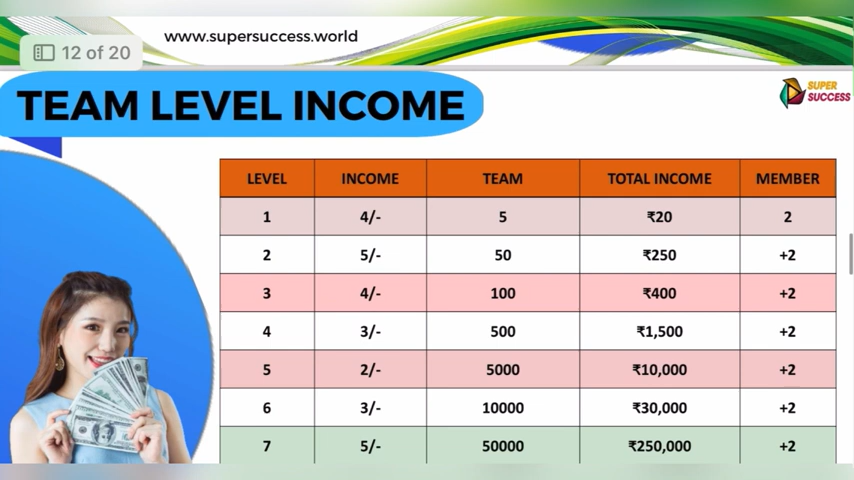 www.supersuccess.world
12 of 20
TEAM LEVEL INCOME
SUPER
SUCCESS
LEVEL INCOME TEAM TOTAL INCOME MEMBER
1 4/- 5 ₹20 2
2 5/- 50 ₹250 +2
3 4/- 100 ₹400 +2
4 3/- 500 ₹1,500 +2
5 2/- 5000 ₹10,000 +2
6 3/- 10000 ₹30,000 +2
7 5/- 50000 ₹250,000 +2